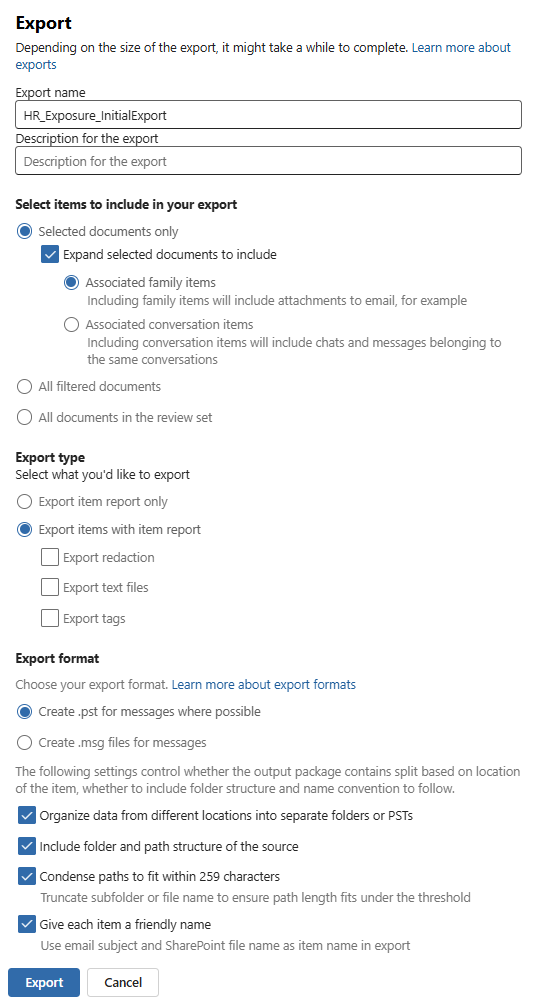 Export
Depending on the size of the export, it might take a while to complete. Learn more about
exports
Export name
HR_Exposure_InitialExport
Description for the export
Description for the export
Select items to include in your export
Selected documents only
Expand selected documents to include
Associated family items
Including family items will include attachments to email, for example
Associated conversation items
Including conversation items will include chats and messages belonging to
the same conversations
All filtered documents
All documents in the review set
Export type
Select what you'd like to export
Export item report only
Export items with item report
Export redaction
Export text files
Export tags
Export format
Choose your export format. Learn more about export formats
Create .pst for messages where possible
Create .msg files for messages
The following settings control whether the output package contains split based on location
of the item, whether to include folder structure and name convention to follow.
Organize data from different locations into separate folders or PSTs
Include folder and path structure of the source
Condense paths to fit within 259 characters
Truncate subfolder or file name to ensure path length fits under the threshold
Give each item a friendly name
Use email subject and SharePoint file name as item name in export
Export Cancel